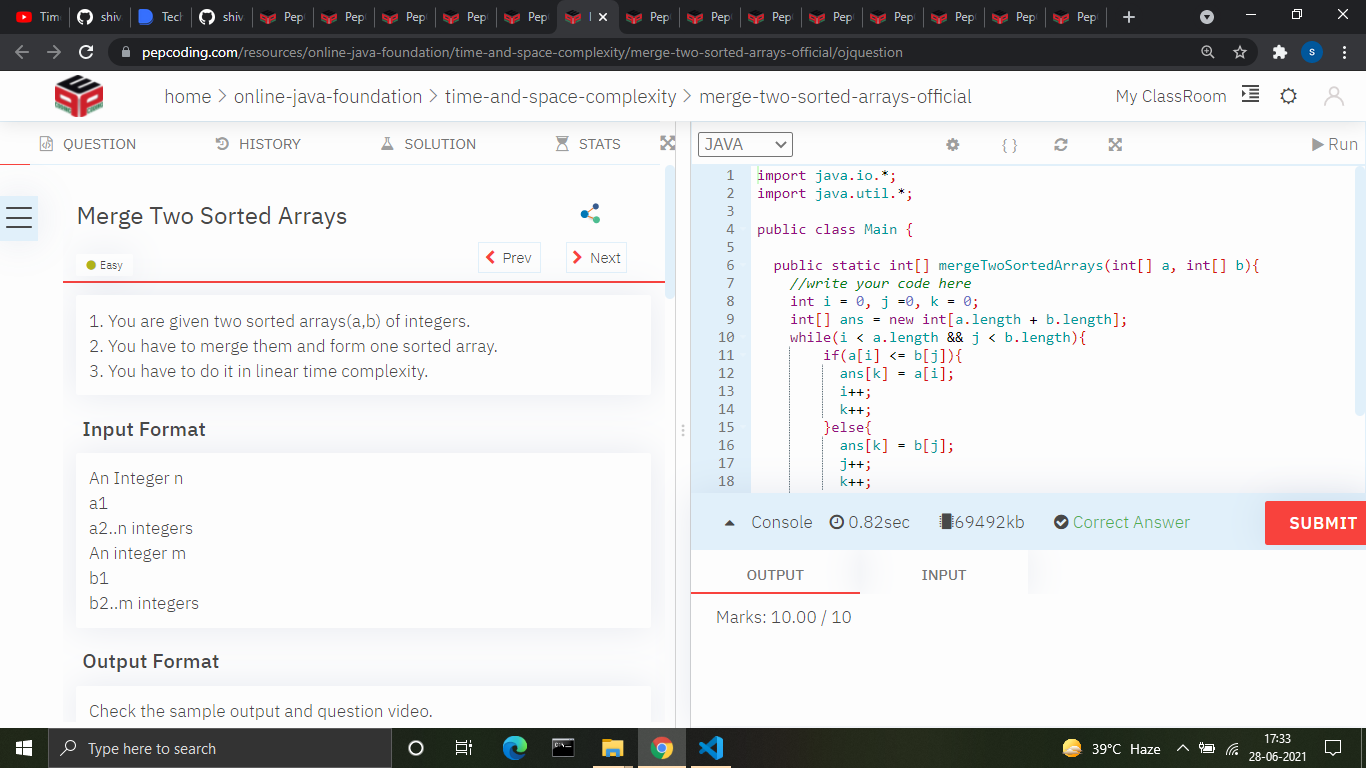 Time
shiv
Tech
shiv
Pep
Pep
Pep
Pep
Pep
Pep
Pep
Pep
Pep
Pep
Pep
Pep
Pep
pepcoding.com/resources/online-java-foundation/time-and-space-complexity/merge-two-sorted-arrays-official/ojquestion
S
home > online-java-foundation > time-and-space-complexity > merge-two-sorted-arrays-official
My ClassRoom
QUESTION
HISTORY
SOLUTION
STATS
JAVA
{ }
Run
Merge Two Sorted Arrays
Easy
Prev
Next
1. You are given two sorted arrays(a,b) of integers.
2. You have to merge them and form one sorted array.
3. You have to do it in linear time complexity.
Input Format
An Integer n
a1
a2..n integers
An integer m
b1
b2..m integers
Output Format
Check the sample output and question video.
1 import java.io.*;
2 import java.util.*;
3
4 public class Main {
5
6 public static int[] mergeTwoSortedArrays(int[] a, int[] b){
7 //write your code here
8 int i = 0, j =0, k = 0;
9 int[] ans = new int[a.length + b.length];
10 while(i < a.length && j < b.length){
11 if(a[i] <= b[j]){
12 ans[k] = a[i];
13 i++;
14 k++;
15 }else{
16 ans[k] = b[j];
17 j++;
18 k++;
Console
0.82sec
69492kb
Correct Answer
SUBMIT
OUTPUT
INPUT
Marks: 10.00 / 10
Type here to search
39°C Haze
17:33
28-06-2021